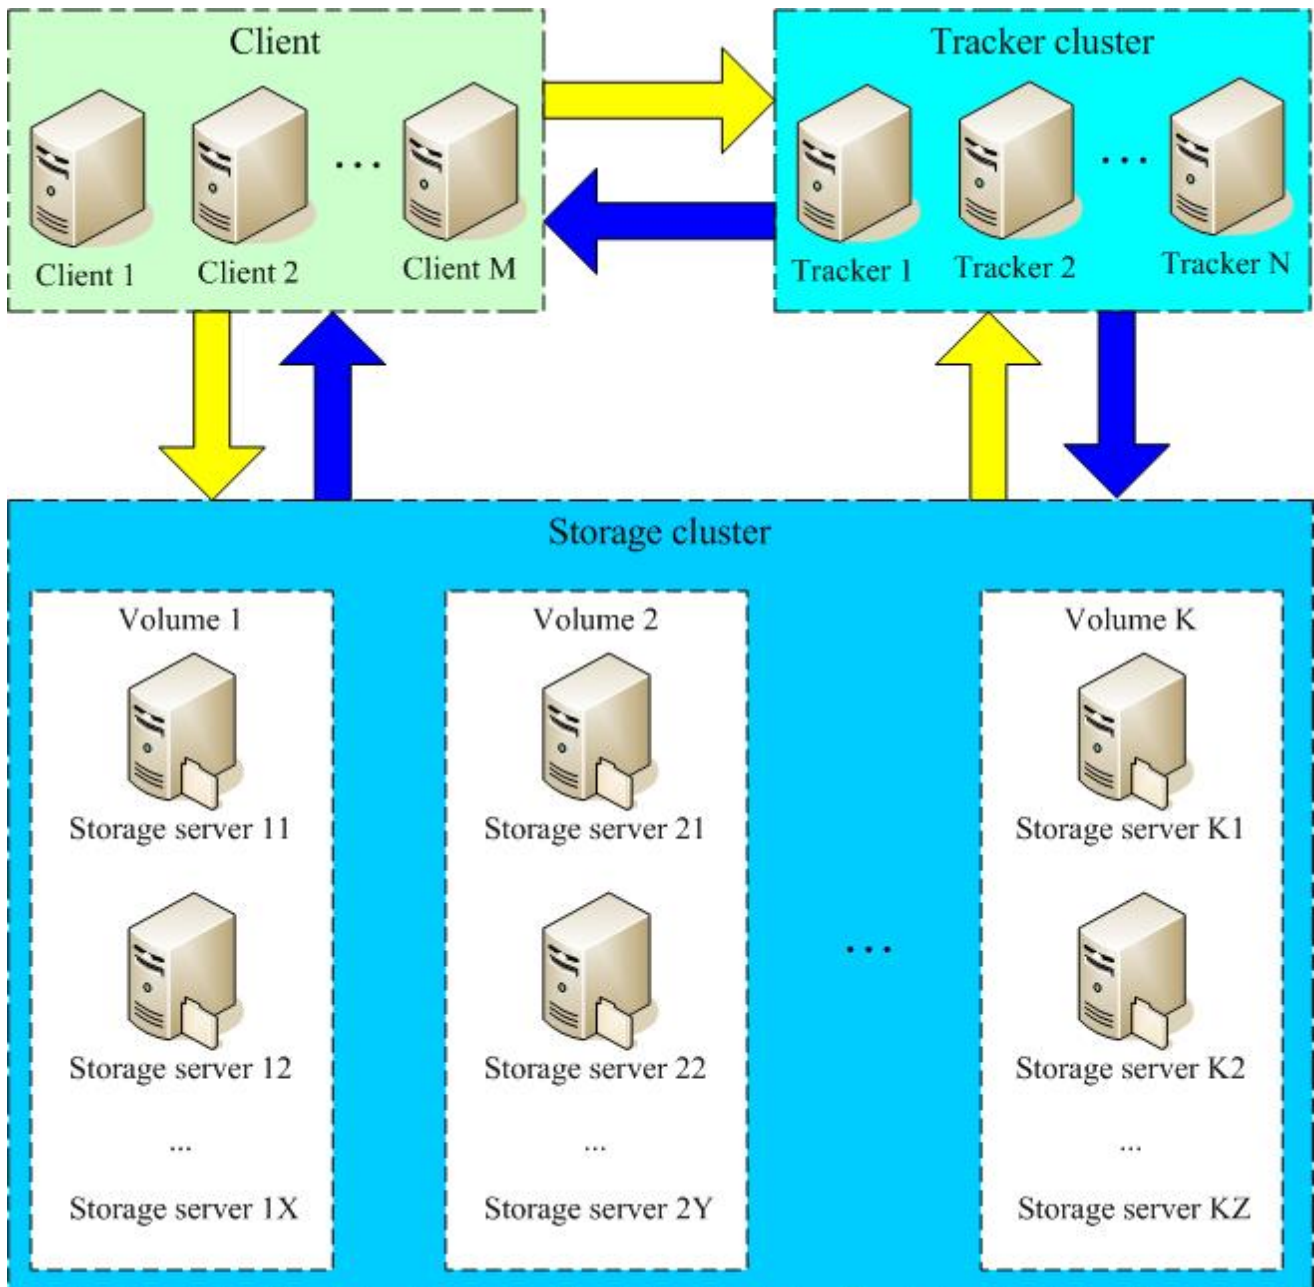 Client
Tracker cluster
...
...
Client 1
Client 2
Client M
Tracker 1
Tracker 2
Tracker N
Storage cluster
Volume 1
Volume 2
Volume K
Storage server 11
Storage server 21
Storage server K1
...
Storage server 12
Storage server 22
Storage server K2
...
...
...
Storage server 1X
Storage server 2Y
Storage server KZ